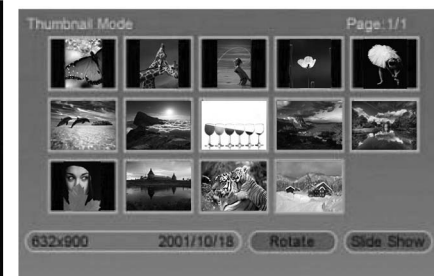 Thumbnail Mode Page:1/1
632x900 2001/10/18 Rotate Slide Show